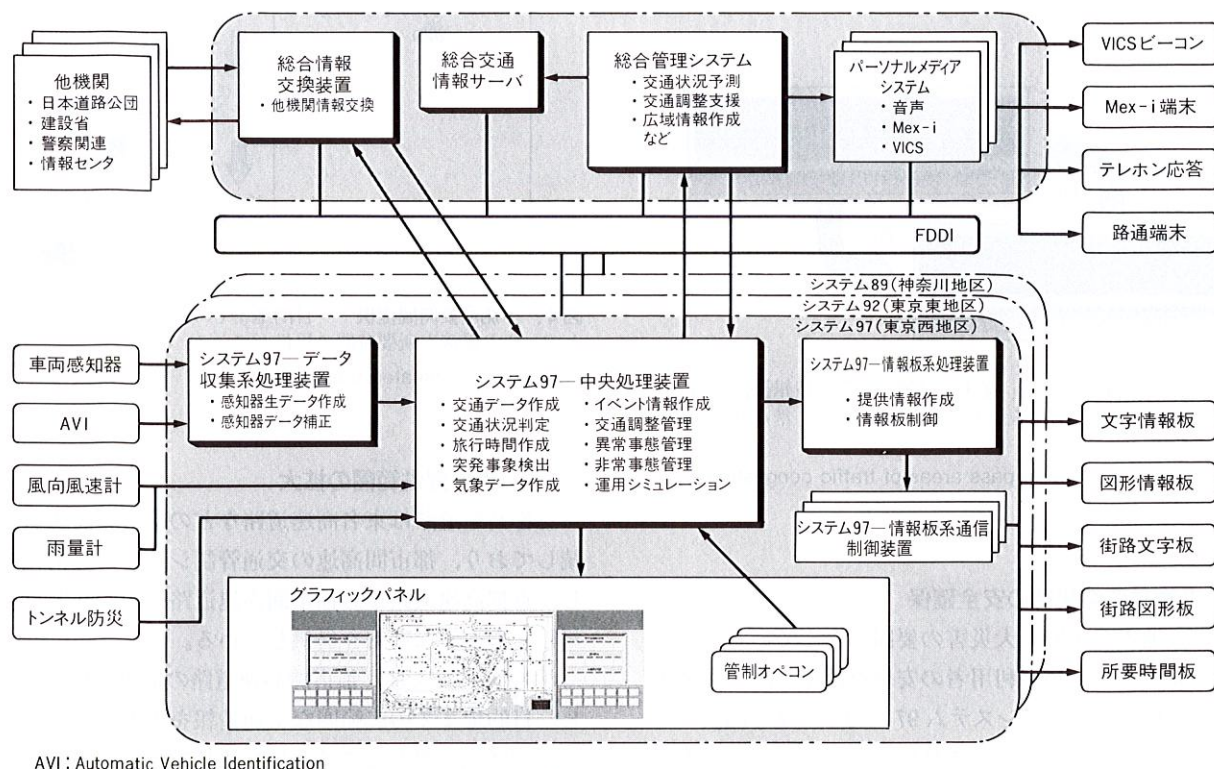 他機関
・日本道路公団
・建設省
・警察関連
・情報センタ
総合情報
交換装置
・他機関情報交換
総合交通
情報サーバ
総合管理システム
・交通状況予測
・交通調整支援
・広域情報作成
など
パーソナルメディア
システム
・音声
・Mex-i
・VICS
VICSビーコン
Mex-i端末
テレホン応答
路通端末
FDDI
システム89(神奈川地区)
システム92(東京東地区)
システム97(東京西地区)
車両感知器
AVI
風向風速計
雨量計
トンネル防災
システム97―データ
収集系処理装置
・感知器生データ作成
・感知器データ補正
システム97―中央処理装置
・交通データ作成
・交通状況判定
・旅行時間作成
・突発事象検出
・気象データ作成
・イベント情報作成
・交通調整管理
・異常事態管理
・非常事態管理
・運用シミュレーション
システム97―情報板系処理装置
・提供情報作成
・情報板制御
システム97―情報板系通信
制御装置
文字情報板
図形情報板
街路文字板
街路図形板
所要時間板
グラフィックパネル
管制オペコン
AVI：Automatic Vehicle Identification